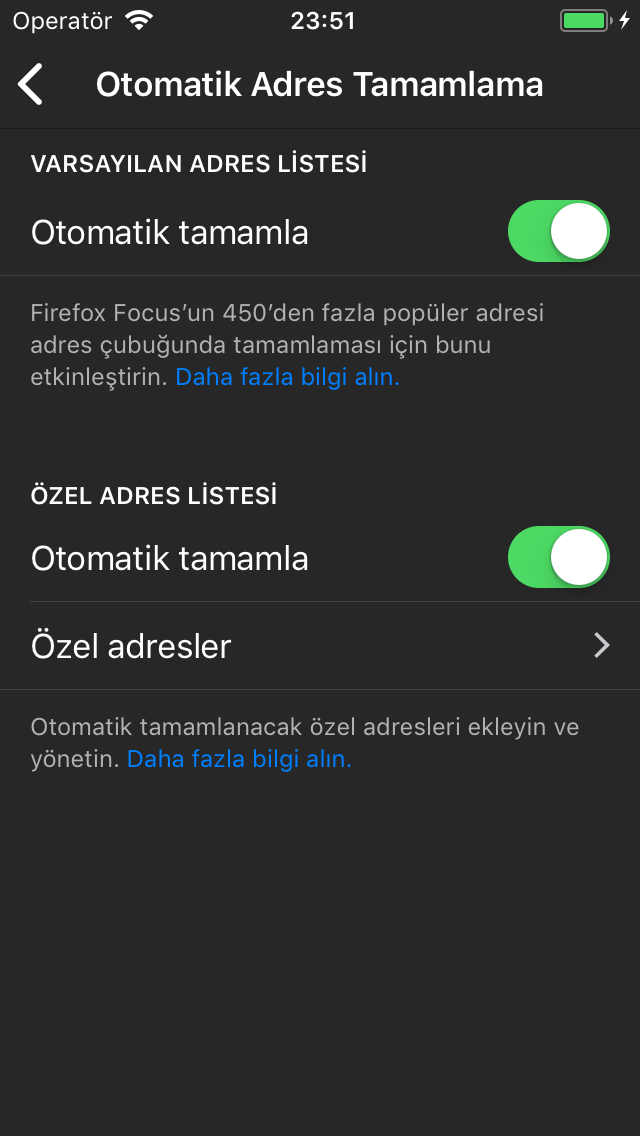 Operatör 23:51
Otomatik Adres Tamamlama
VARSAYILAN ADRES LİSTESİ
Otomatik tamamla
Firefox Focus’un 450’den fazla popüler adresi
adres çubuğunda tamamlaması için bunu
etkinleştirin. Daha fazla bilgi alın.
ÖZEL ADRES LİSTESİ
Otomatik tamamla
Özel adresler
Otomatik tamamlanacak özel adresleri ekleyin ve
yönetin. Daha fazla bilgi alın.